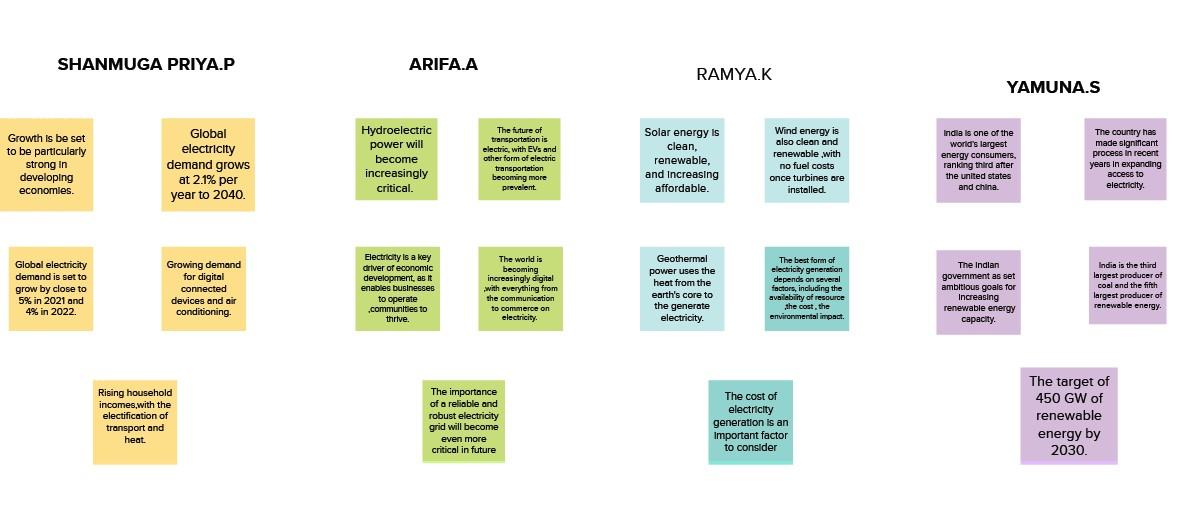 SHANMUGA PRIYA.P
Growth is be set
to be particularly
strong in
developing
economies.
Global
electricity
demand grows
at 2.1% per
year to 2040.
Global electricity
demand is set to
grow by close to
5% in 2021 and
4% in 2022.
Growing demand
for digital
connected
devices and air
conditioning.
Rising household
incomes,with the
electification of
transport and
heat.
ARIFA.A
Hydroelectric
power will
become
increasingly
critical.
The future of
transportation is
electric, with EVs and
other form of electric
transportation
becoming more
prevalent.
Electricity is a key
driver of economic
development, as it
enables businesses
to operate
,communities to
thrive.
The world is
becoming
increasingly digital
,with everything from
the communication
to commerce on
electricity.
The importance
of a reliable and
robust electricity
grid will become
even more
critical in future
RAMYA.K
Solar energy is
clean,
renewable,
and increasing
affordable.
Wind energy is
also clean and
renewable ,with
no fuel costs
once turbines are
installed.
Geothermal
power uses the
heat from the
earth's core to
the generate
electricity.
The best form of
electricity generation
depends on several
factors, including the
availability of resource
,the cost , the
environmental impact.
The cost of
electricity
generation is an
important factor
to consider
YAMUNA.S
India is one of the
world's largest
energy consumers,
ranking third after
the united states
and china.
The country has
made significant
process in recent
years in expanding
access to
electricity.
The indian
government as set
ambitious goals for
increasing
renewable energy
capacity.
India is the third
largest producer of
coal and the fifth
largest producer of
renewable energy.
The target of
450 GW of
renewable
energy by
2030.